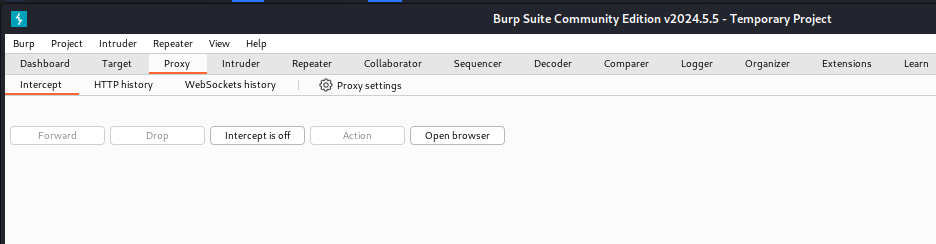 Burp Suite Community Edition v2024.5.5 - Temporary Project
Burp Project Intruder Repeater View Help
Dashboard Target Proxy Intruder Repeater Collaborator Sequencer Decoder Comparer Logger Organizer Extensions Learn
Intercept HTTP history WebSockets history Proxy settings
Forward Drop Intercept is off Action Open browser